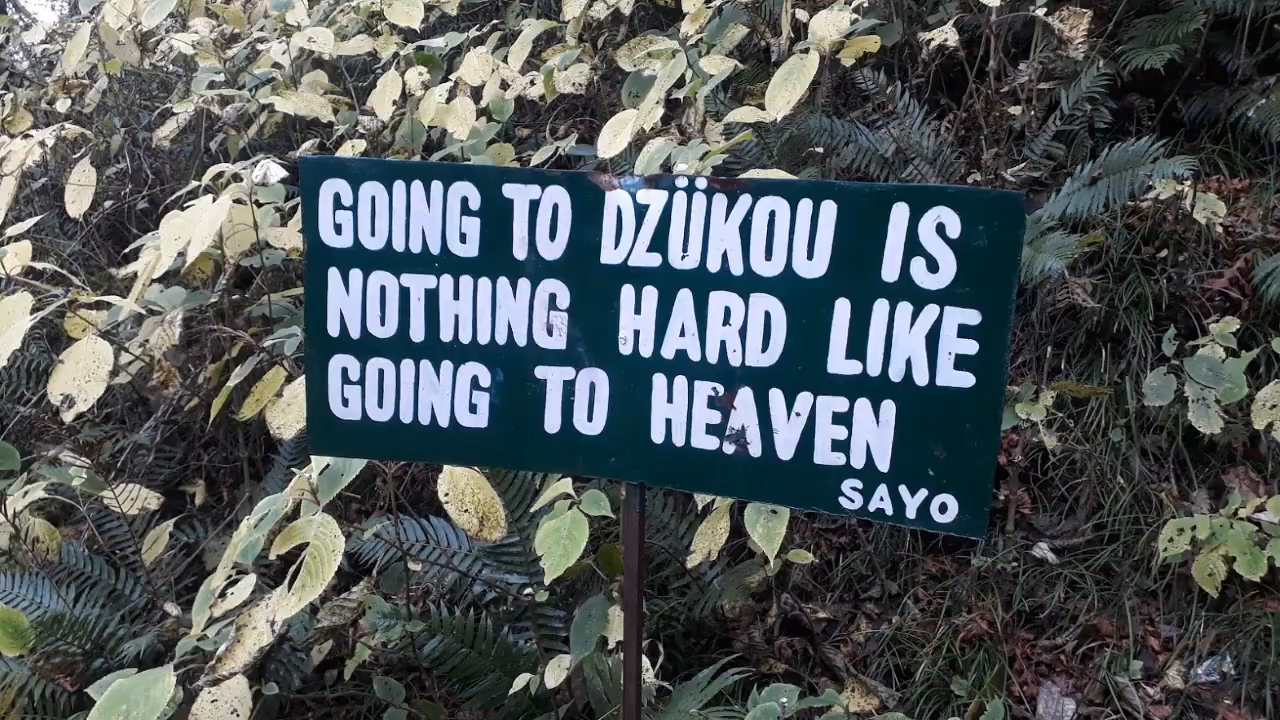 GOING TO DZÜKOU IS
NOTHING HARD LIKE
GOING TO HEAVEN
SAYO